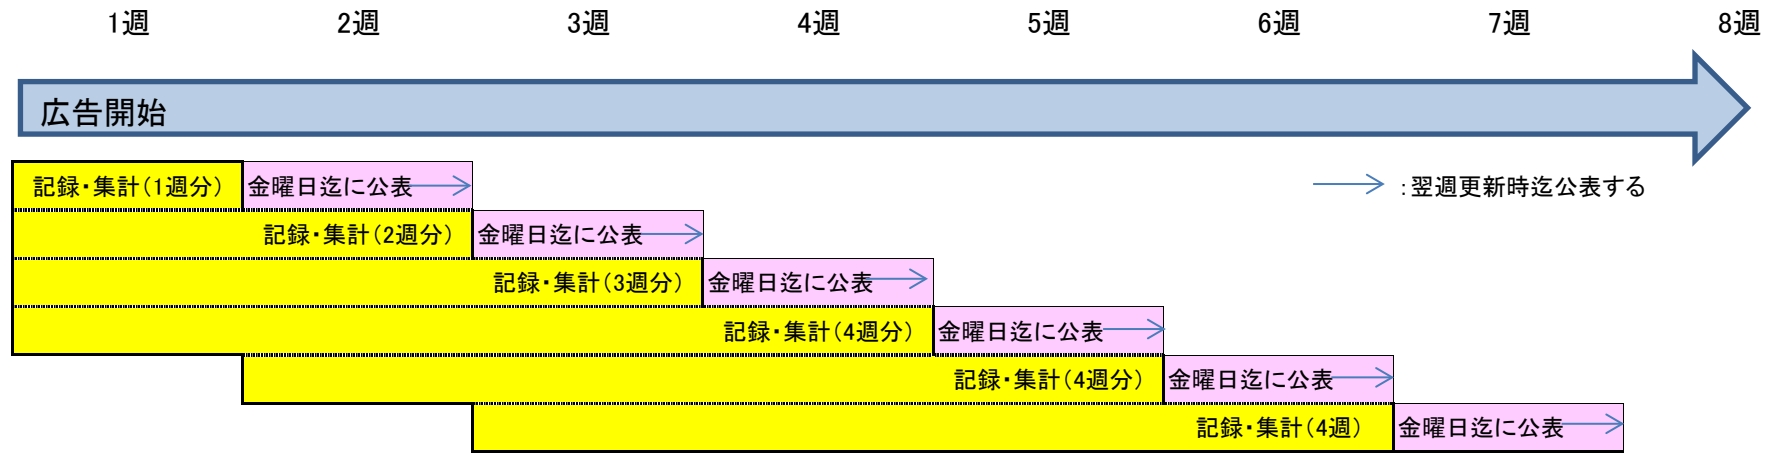 1週 2週 3週 4週 5週 6週 7週 8週
広告開始
記録・集計(1週分) 金曜日迄に公表 :翌週更新時迄公表する
記録・集計(2週分) 金曜日迄に公表
記録・集計(3週分) 金曜日迄に公表
記録・集計(4週分) 金曜日迄に公表
記録・集計(4週分) 金曜日迄に公表
記録・集計(4週) 金曜日迄に公表